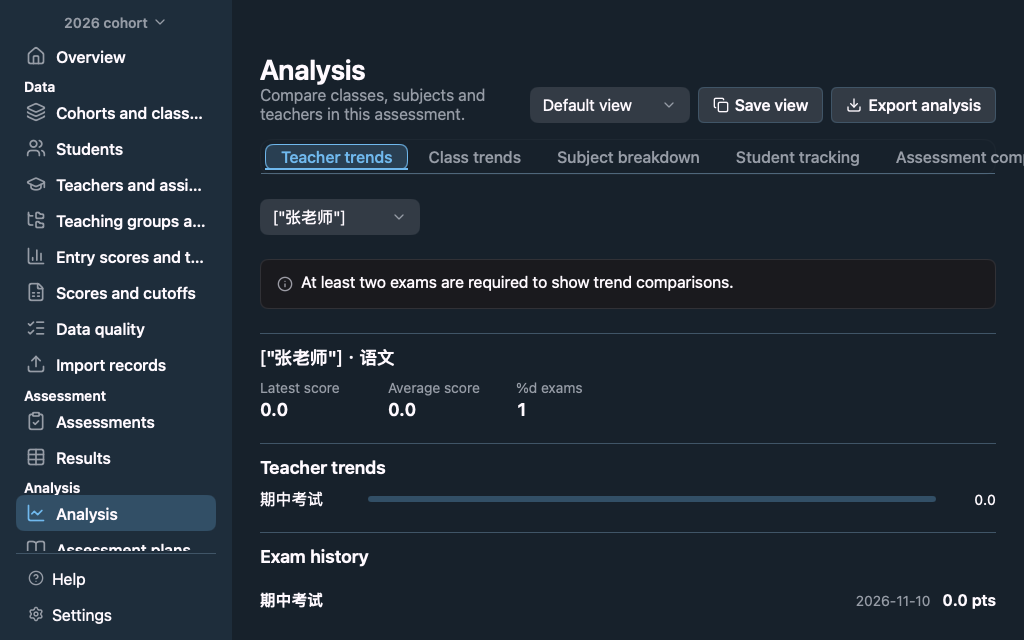 2026 cohort
Overview
Data
Cohorts and class...
Students
Teachers and assi...
Teaching groups a...
Entry scores and t...
Scores and cutoffs
Data quality
Import records
Assessment
Assessments
Results
Analysis
Analysis
Assessment plans
Help
Settings
Analysis
Compare classes, subjects and
teachers in this assessment.
Default view
Save view
Export analysis
Teacher trends
Class trends
Subject breakdown
Student tracking
Assessment comp
["张老师"]
At least two exams are required to show trend comparisons.
["张老师"] · 语文
Latest score
Average score
%d exams
0.0
0.0
1
Teacher trends
期中考试
0.0
Exam history
期中考试
2026-11-10
0.0 pts